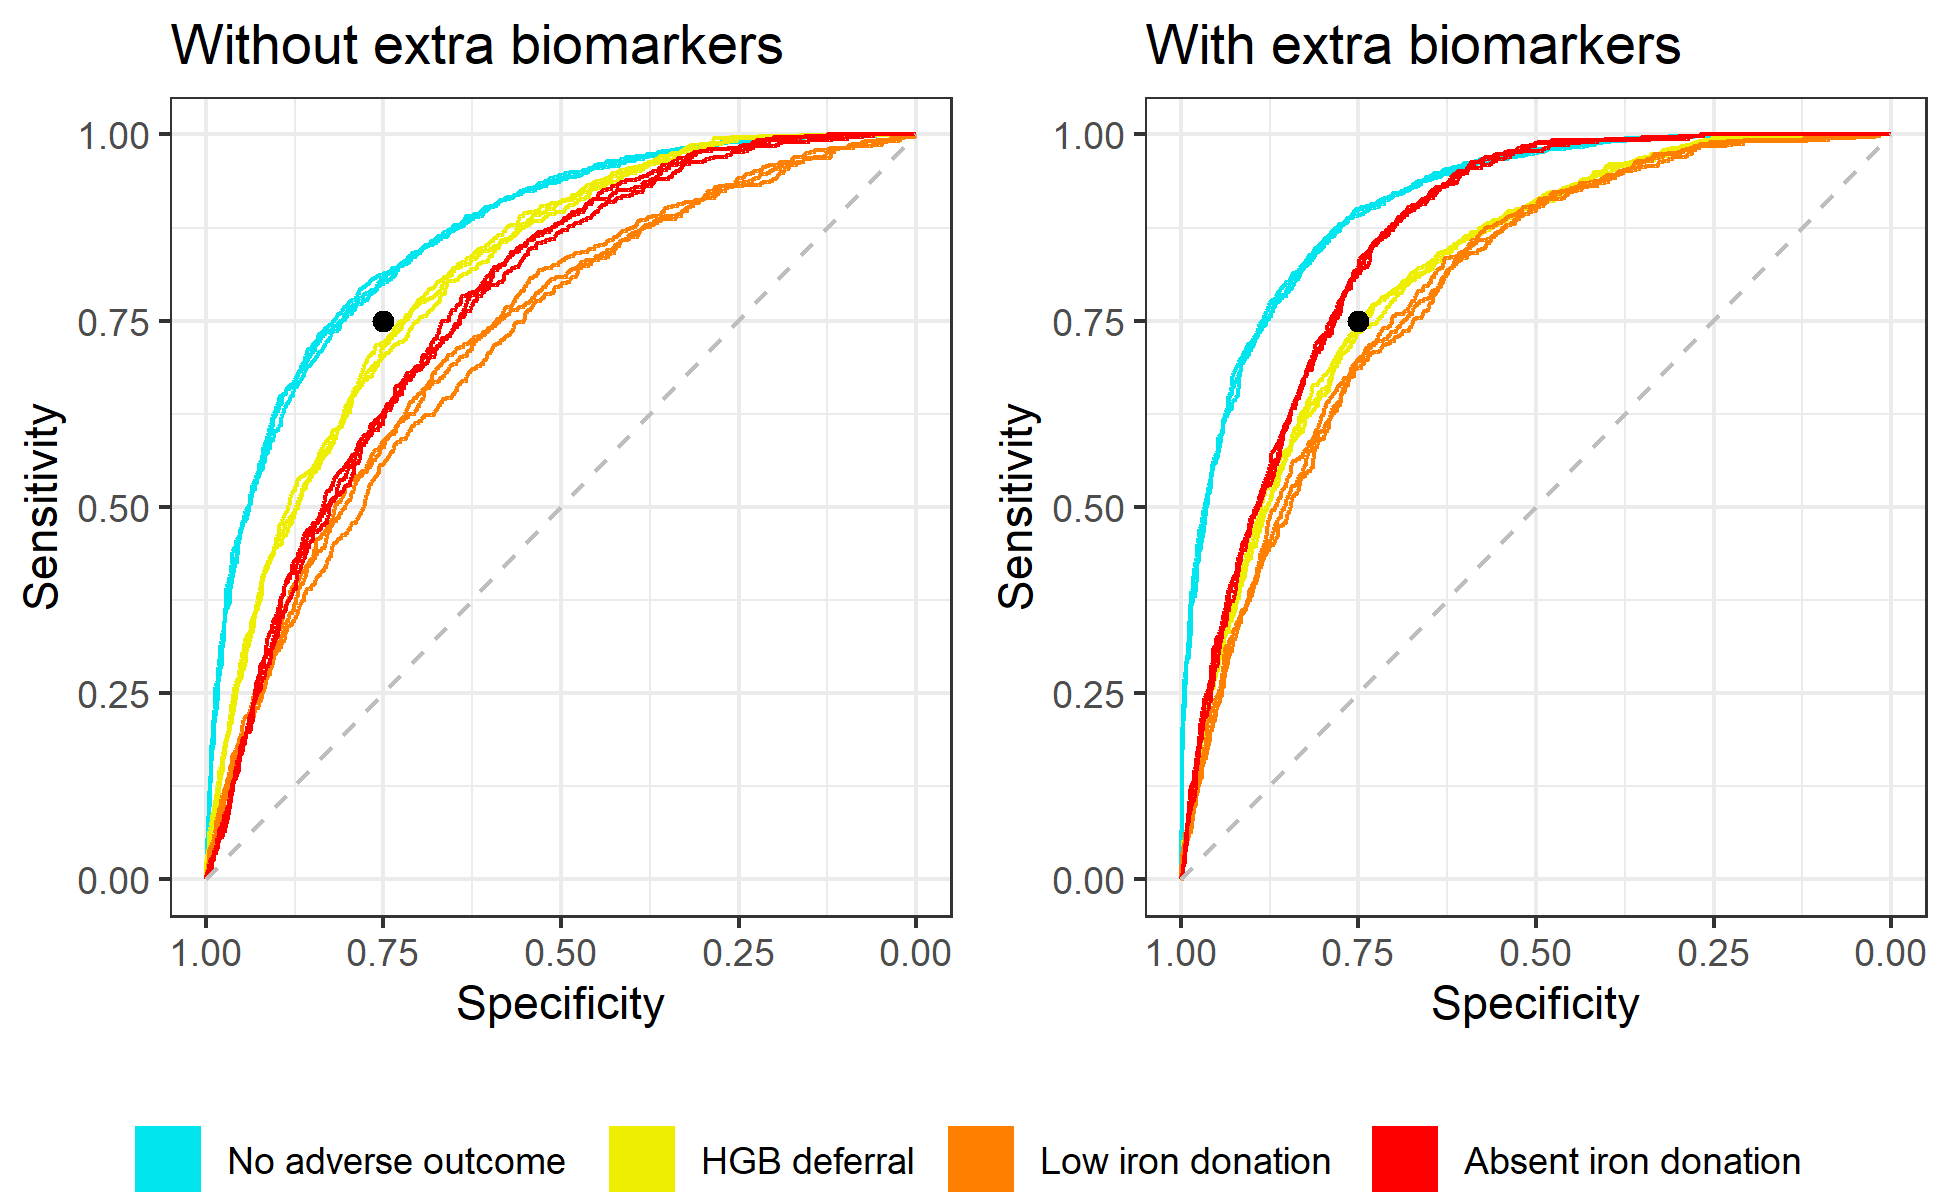 Without extra biomarkers
With extra biomarkers
Sensitivity
1.00
0.75
0.50
0.25
0.00
1.00
0.75
0.50
0.25
0.00
Specificity
Sensitivity
1.00
0.75
0.50
0.25
0.00
1.00
0.75
0.50
0.25
0.00
Specificity
No adverse outcome
HGB deferral
Low iron donation
Absent iron donation